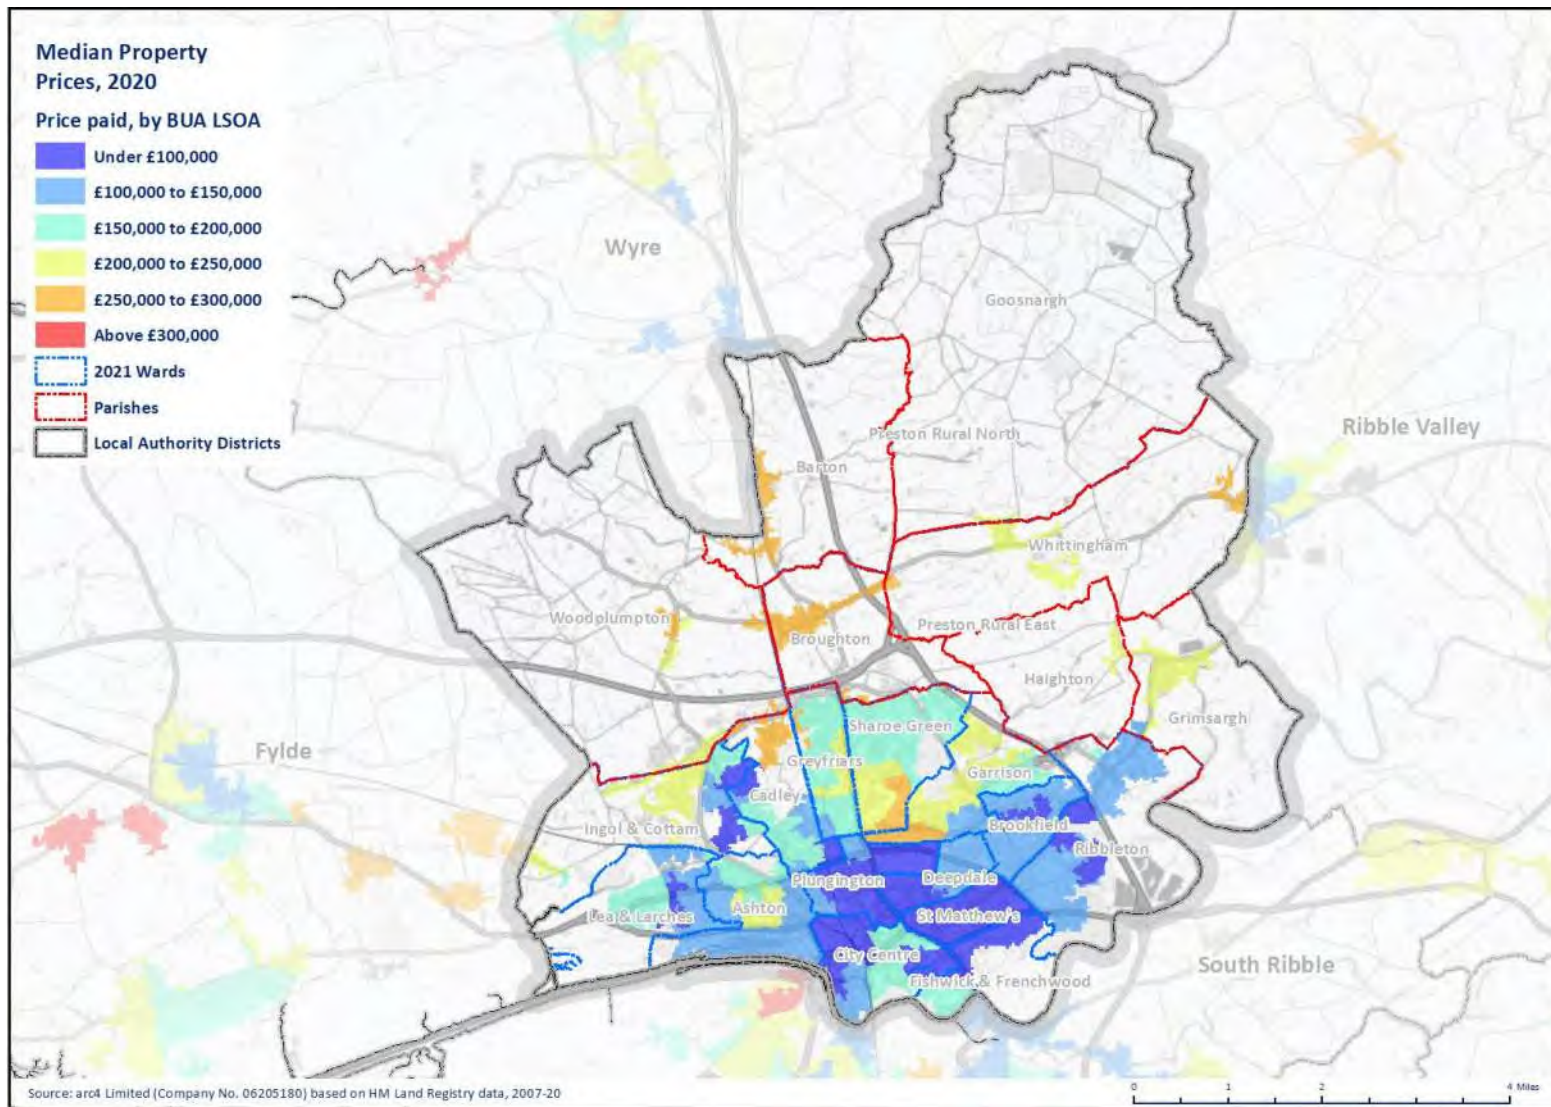 Median Property
Prices, 2020
Price paid, by BUA LSOA
Under £100,000
£100,000 to £150,000
£150,000 to £200,000
£200,000 to £250,000
£250,000 to £300,000
Above £300,000
2021 Wards
Parishes
Local Authority Districts
Wyre
Goosnargh
Ribble Valley
Preston Rural North
Barton
Whittingham
Woodplumpton
Broughton
Preston Rural East
Haighton
Grimsargh
Sharoe Green
Fylde
Greyfriars
Garrison
Cadley
Ingol & Cottam
Brookfield
Ribbleton
Plungington
Deepdale
Lea & Larches
Ashton
St Matthew's
City Centre
South Ribble
Fishwick & Frenchwood
Source: arc4 Limited (Company No. 06205180) based on HM Land Registry data, 2007-20
0 1 2 4 Miles